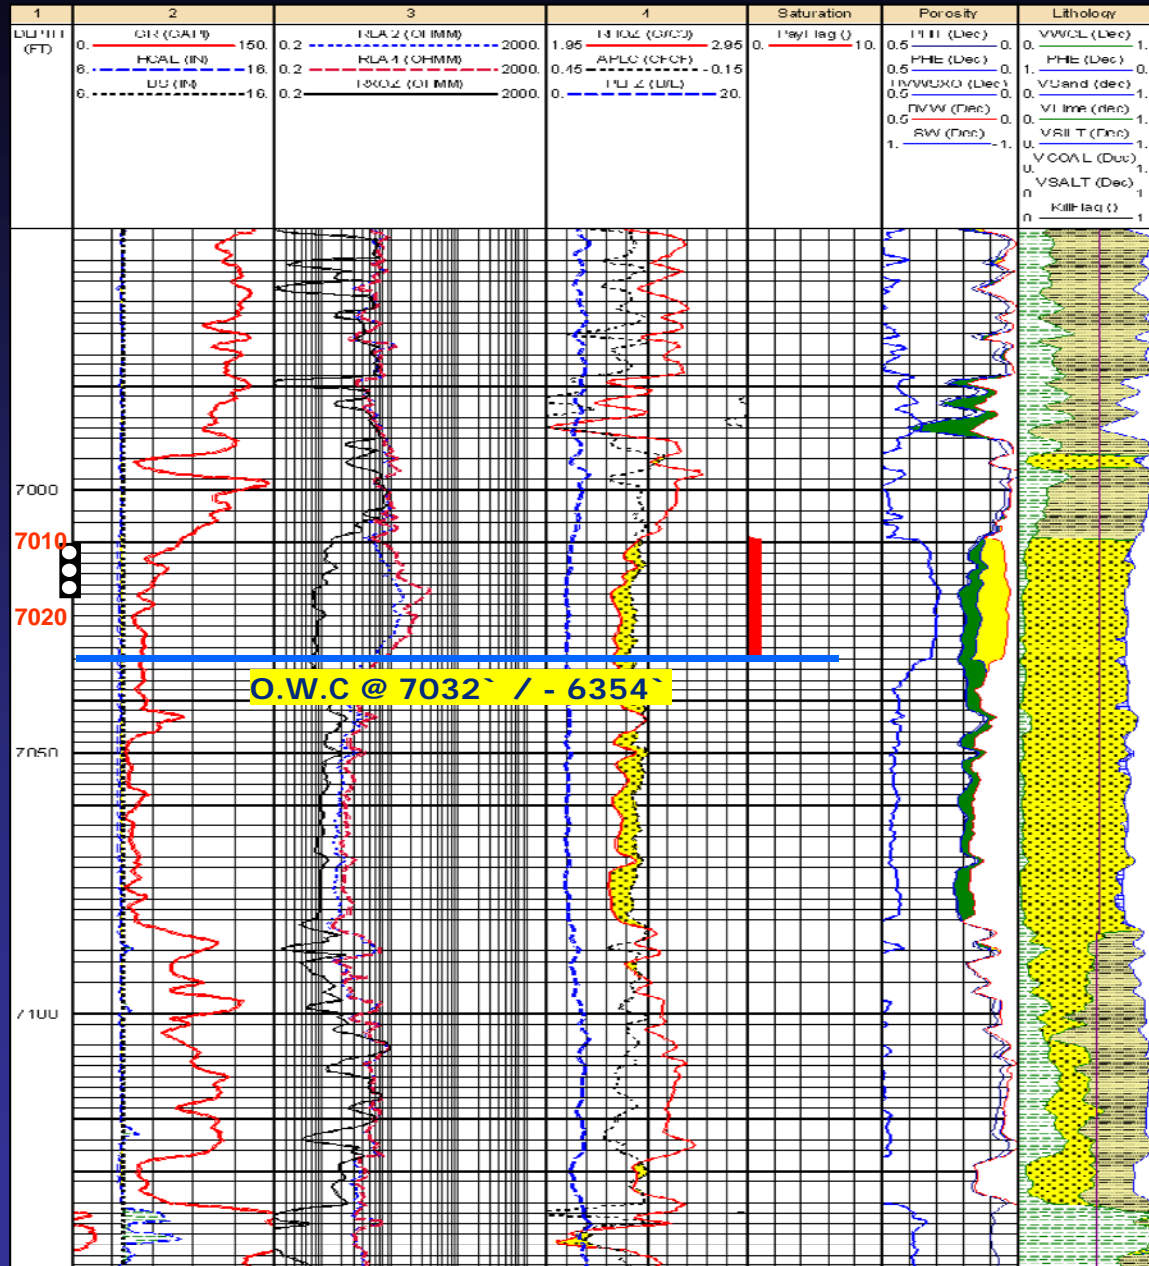 1 2 3 4 Saturation Porosity Lithology
DEPTH
(FT)
GR (GAPI)
0. 150.
HCAL (IN)
6. 16.
BS (IN)
6. 16.
RLA2 (OHMM)
0.2 2000.
RLA4 (OHMM)
0.2 2000.
RXOZ (OHMM)
0.2 2000.
RHOZ (G/C3)
1.95 2.95
APLC (CFCF)
0.45 -0.15
0. 20.
PayFlag ()
0. 10.
(Dec)
0.5 0.
PHIE (Dec)
0.5 0.
BVWSXO (Dec)
0.5 0.
BVW (Dec)
0.5 0.
SW (Dec)
1. -1.
VWCL (Dec)
0. 1.
PHIE (Dec)
1. 0.
VSand (dec)
0. 1.
VLime (dec)
0. 1.
VSILT (Dec)
0. 1.
VCOAL (Dec)
0. 1.
VSALT (Dec)
0 1
KillFlag ()
0 1
7000
7010
7020
O.W.C @ 7032` / - 6354`
7050
7100